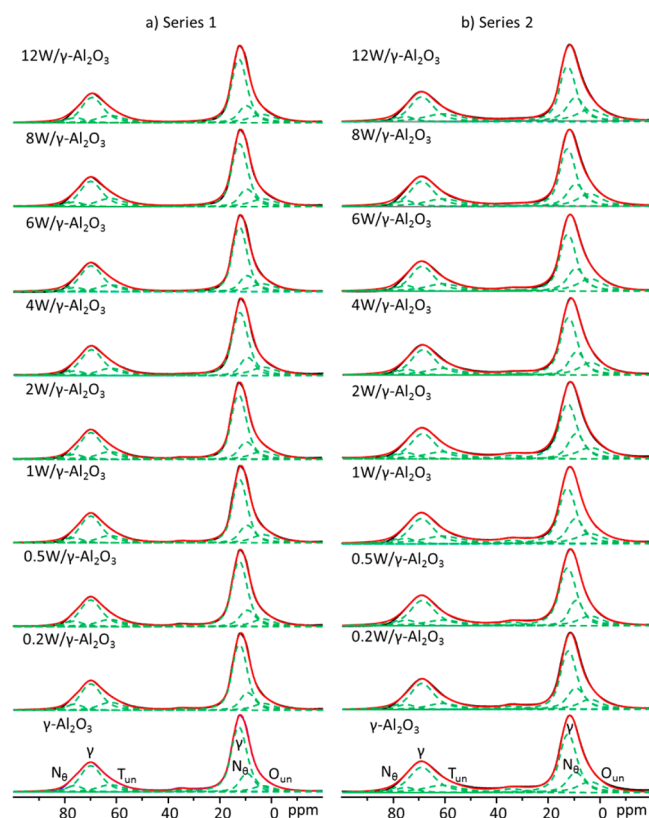 a) Series 1
12W/γ-Al₂O₃
8W/γ-Al₂O₃
6W/γ-Al₂O₃
4W/γ-Al₂O₃
2W/γ-Al₂O₃
1W/γ-Al₂O₃
0.5W/γ-Al₂O₃
0.2W/γ-Al₂O₃
γ-Al₂O₃
γ
Nθ
Tun
γ
Nθ
Oun
80 60 40 20 0 ppm
b) Series 2
12W/γ-Al₂O₃
8W/γ-Al₂O₃
6W/γ-Al₂O₃
4W/γ-Al₂O₃
2W/γ-Al₂O₃
1W/γ-Al₂O₃
0.5W/γ-Al₂O₃
0.2W/γ-Al₂O₃
γ-Al₂O₃
γ
Nθ
Tun
γ
Nθ
Oun
80 60 40 20 0 ppm